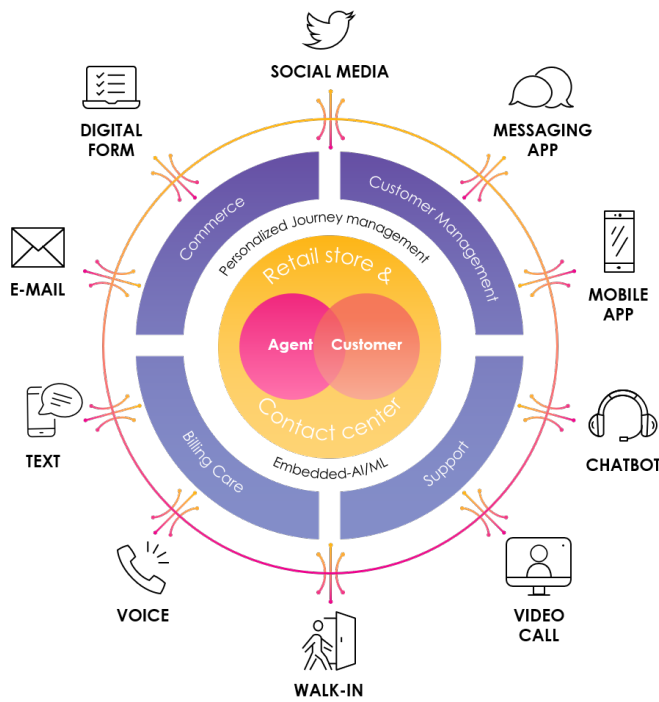 SOCIAL MEDIA
DIGITAL
FORM
MESSAGING
APP
Commerce
Customer Management
Personalized Journey management
Retail store &
E-MAIL
MOBILE
APP
Agent
Customer
Contact center
TEXT
CHATBOT
Billing Care
Embedded-AI/ML
Support
VOICE
VIDEO
CALL
WALK-IN